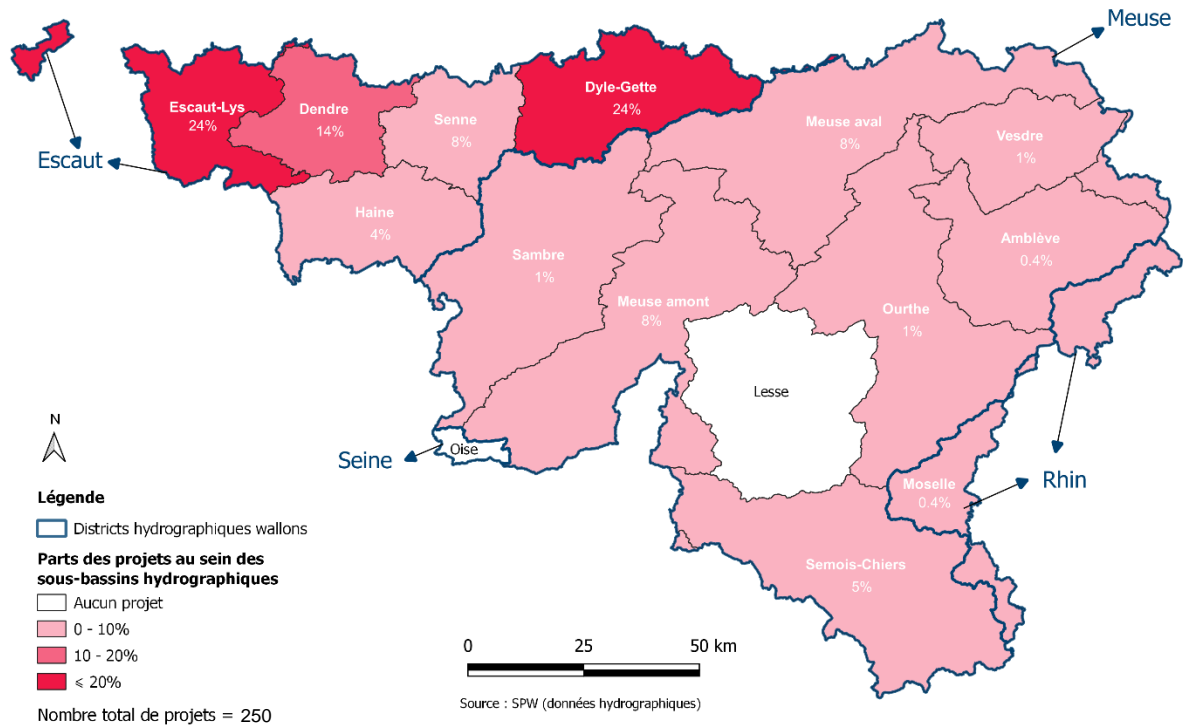 Meuse
Escaut-Lys
24%
Dendre
14%
Senne
8%
Dyle-Gette
24%
Meuse aval
8%
Vesdre
1%
Escaut
Haine
4%
Sambre
1%
Amblève
0.4%
Meuse amont
8%
Ourthe
1%
Lesse
N
Oise
Seine
Moselle
0.4%
Rhin
Semois-Chiers
5%
Légende
Districts hydrographiques wallons
Parts des projets au sein des
sous-bassins hydrographiques
Aucun projet
0 - 10%
10 - 20%
⩽ 20%
Nombre total de projets = 250
0 25 50 km
Source : SPW (données hydrographiques)